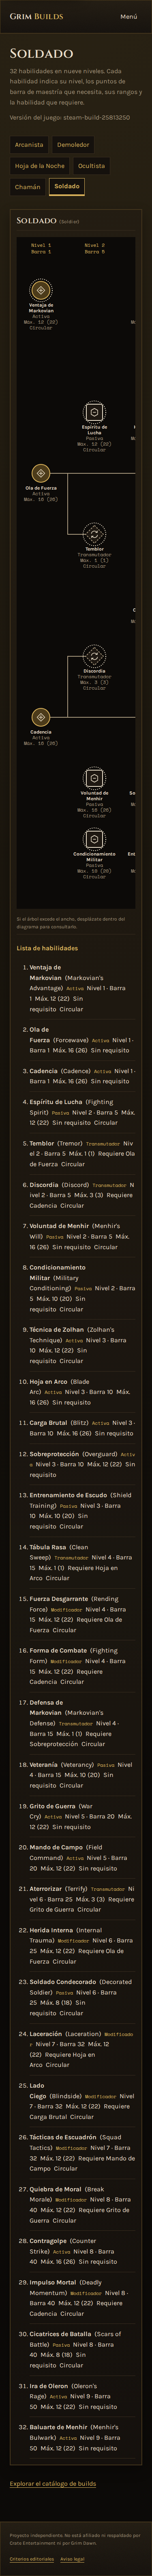 GRIM BUILDS
Menú
SOLDADO
32 habilidades en nueve niveles. Cada
habilidad indica su nivel, los puntos de
barra de maestría que necesita, sus rangos y
la habilidad que requiere.
Versión del juego: steam-build-25813250
Arcanista
Demoledor
Hoja de la Noche
Ocultista
Chamán
Soldado
SOLDADO (Soldier)
Nivel 1
Barra 1
Nivel 2
Barra 5
Ventaja de
Markovian
Activa
Máx. 12 (22)
Circular
Espíritu de
Lucha
Pasiva
Máx. 12 (22)
Circular
Ola de Fuerza
Activa
Máx. 16 (26)
Temblor
Transmutador
Máx. 1 (1)
Circular
Discordia
Transmutador
Máx. 3 (3)
Circular
Cadencia
Activa
Máx. 16 (26)
Voluntad de
Menhir
Pasiva
Máx. 16 (26)
Circular
Condicionamiento
Militar
Pasiva
Máx. 10 (20)
Circular
Si el árbol excede el ancho, desplázate dentro del
diagrama para consultarlo.
Lista de habilidades
1. Ventaja de
Markovian (Markovian's
Advantage) Activa Nivel 1 · Barra
1 Máx. 12 (22) Sin
requisito Circular
2. Ola de
Fuerza (Forcewave) Activa Nivel 1 ·
Barra 1 Máx. 16 (26) Sin requisito
3. Cadencia (Cadence) Activa Nivel 1 ·
Barra 1 Máx. 16 (26) Sin requisito
4. Espíritu de Lucha (Fighting
Spirit) Pasiva Nivel 2 · Barra 5 Máx.
12 (22) Sin requisito Circular
5. Temblor (Tremor) Transmutador Niv
el 2 · Barra 5 Máx. 1 (1) Requiere Ola
de Fuerza Circular
6. Discordia (Discord) Transmutador N
ivel 2 · Barra 5 Máx. 3 (3) Requiere
Cadencia Circular
7. Voluntad de Menhir (Menhir's
Will) Pasiva Nivel 2 · Barra 5 Máx.
16 (26) Sin requisito Circular
8. Condicionamiento
Militar (Military
Conditioning) Pasiva Nivel 2 · Barra
5 Máx. 10 (20) Sin
requisito Circular
9. Técnica de Zolhan (Zolhan's
Technique) Activa Nivel 3 · Barra
10 Máx. 12 (22) Sin
requisito Circular
10. Hoja en Arco (Blade
Arc) Activa Nivel 3 · Barra 10 Máx.
16 (26) Sin requisito
11. Carga Brutal (Blitz) Activa Nivel 3 ·
Barra 10 Máx. 16 (26) Sin requisito
12. Sobreprotección (Overguard) Activ
a Nivel 3 · Barra 10 Máx. 12 (22) Sin
requisito
13. Entrenamiento de Escudo (Shield
Training) Pasiva Nivel 3 · Barra
10 Máx. 10 (20) Sin
requisito Circular
14. Tábula Rasa (Clean
Sweep) Transmutador Nivel 4 · Barra
15 Máx. 1 (1) Requiere Hoja en
Arco Circular
15. Fuerza Desgarrante (Rending
Force) Modificador Nivel 4 · Barra
15 Máx. 12 (22) Requiere Ola de
Fuerza Circular
16. Forma de Combate (Fighting
Form) Modificador Nivel 4 · Barra
15 Máx. 12 (22) Requiere
Cadencia Circular
17. Defensa de
Markovian (Markovian's
Defense) Transmutador Nivel 4 ·
Barra 15 Máx. 1 (1) Requiere
Sobreprotección Circular
18. Veteranía (Veterancy) Pasiva Nivel
4 · Barra 15 Máx. 10 (20) Sin
requisito Circular
19. Grito de Guerra (War
Cry) Activa Nivel 5 · Barra 20 Máx.
12 (22) Sin requisito
20. Mando de Campo (Field
Command) Activa Nivel 5 · Barra
20 Máx. 12 (22) Sin requisito
21. Aterrorizar (Terrify) Transmutador Ni
vel 6 · Barra 25 Máx. 3 (3) Requiere
Grito de Guerra Circular
22. Herida Interna (Internal
Trauma) Modificador Nivel 6 · Barra
25 Máx. 12 (22) Requiere Ola de
Fuerza Circular
23. Soldado Condecorado (Decorated
Soldier) Pasiva Nivel 6 · Barra
25 Máx. 8 (18) Sin
requisito Circular
24. Laceración (Laceration) Modificado
r Nivel 7 · Barra 32 Máx. 12
(22) Requiere Hoja en
Arco Circular
25. Lado
Ciego (Blindside) Modificador Nivel
7 · Barra 32 Máx. 12 (22) Requiere
Carga Brutal Circular
26. Tácticas de Escuadrón (Squad
Tactics) Modificador Nivel 7 · Barra
32 Máx. 12 (22) Requiere Mando de
Campo Circular
27. Quiebra de Moral (Break
Morale) Modificador Nivel 8 · Barra
40 Máx. 12 (22) Requiere Grito de
Guerra Circular
28. Contragolpe (Counter
Strike) Activa Nivel 8 · Barra
40 Máx. 16 (26) Sin requisito
29. Impulso Mortal (Deadly
Momentum) Modificador Nivel 8 ·
Barra 40 Máx. 12 (22) Requiere
Cadencia Circular
30. Cicatrices de Batalla (Scars of
Battle) Pasiva Nivel 8 · Barra
40 Máx. 8 (18) Sin
requisito Circular
31. Ira de Oleron (Oleron's
Rage) Activa Nivel 9 · Barra
50 Máx. 12 (22) Sin requisito
32. Baluarte de Menhir (Menhir's
Bulwark) Activa Nivel 9 · Barra
50 Máx. 12 (22) Sin requisito
Explorar el catálogo de builds
Proyecto independiente. No está afiliado ni respaldado por
Crate Entertainment ni por Grim Dawn.
Criterios editoriales
Aviso legal